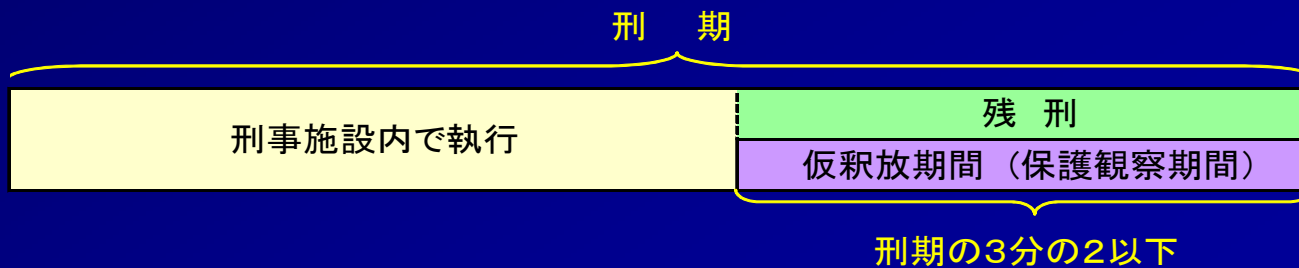 刑　期
刑事施設内で執行
残　刑
仮釈放期間（保護観察期間）
刑期の３分の２以下